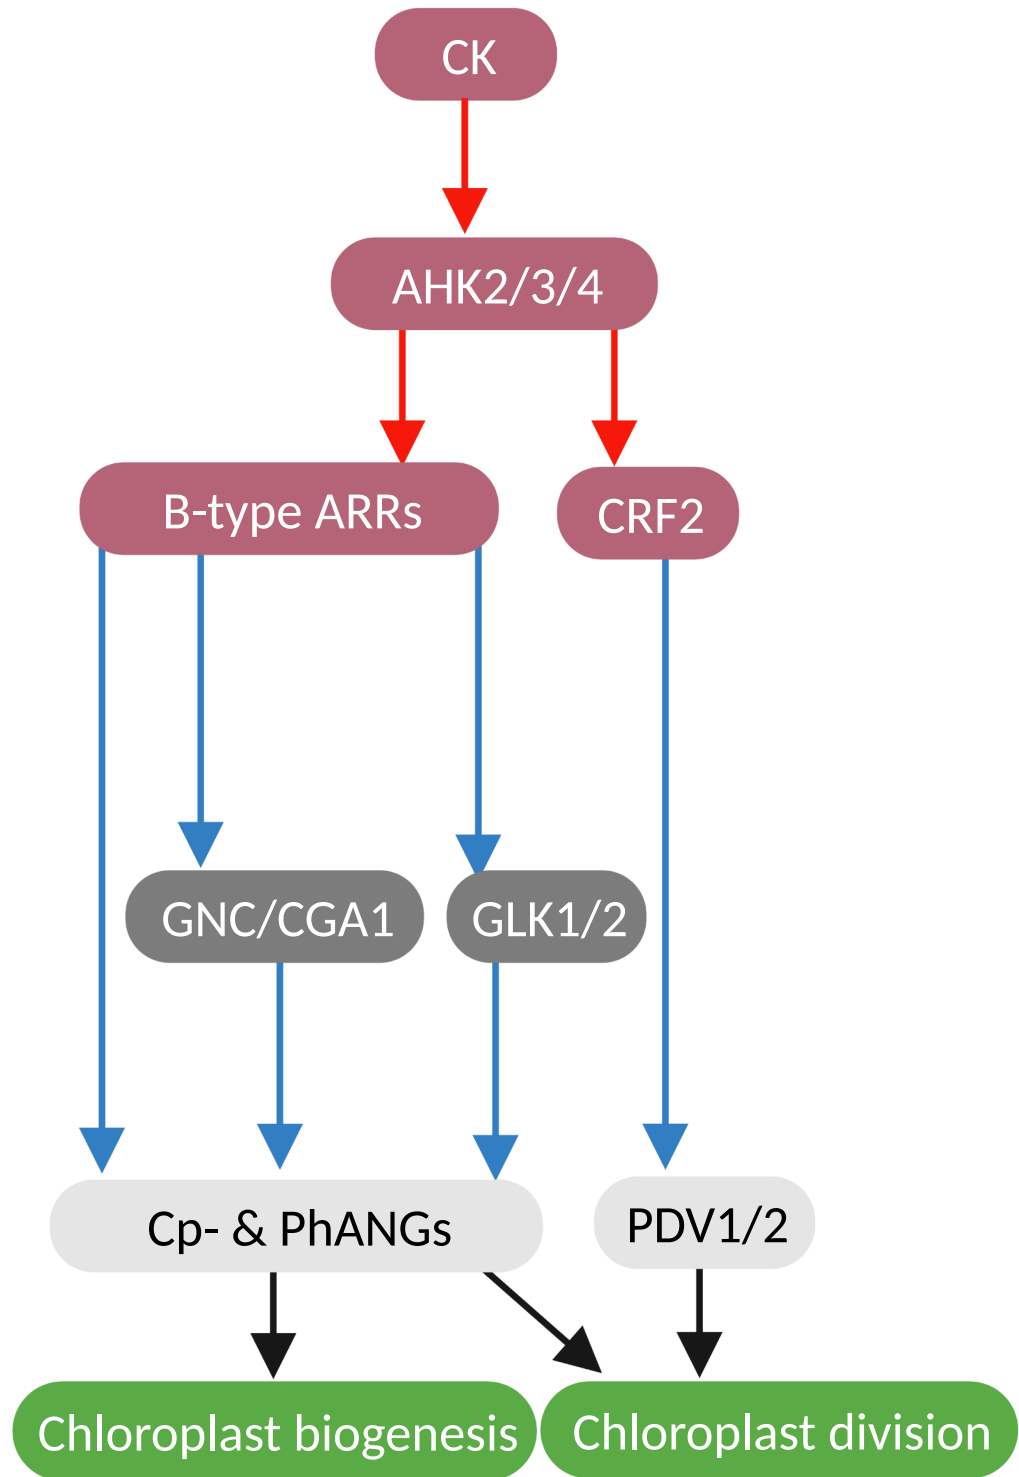 CK
AHK2/3/4
B-type ARRs
CRF2
GNC/CGA1
GLK1/2
Cp- & PhANGs
PDV1/2
Chloroplast biogenesis
Chloroplast division